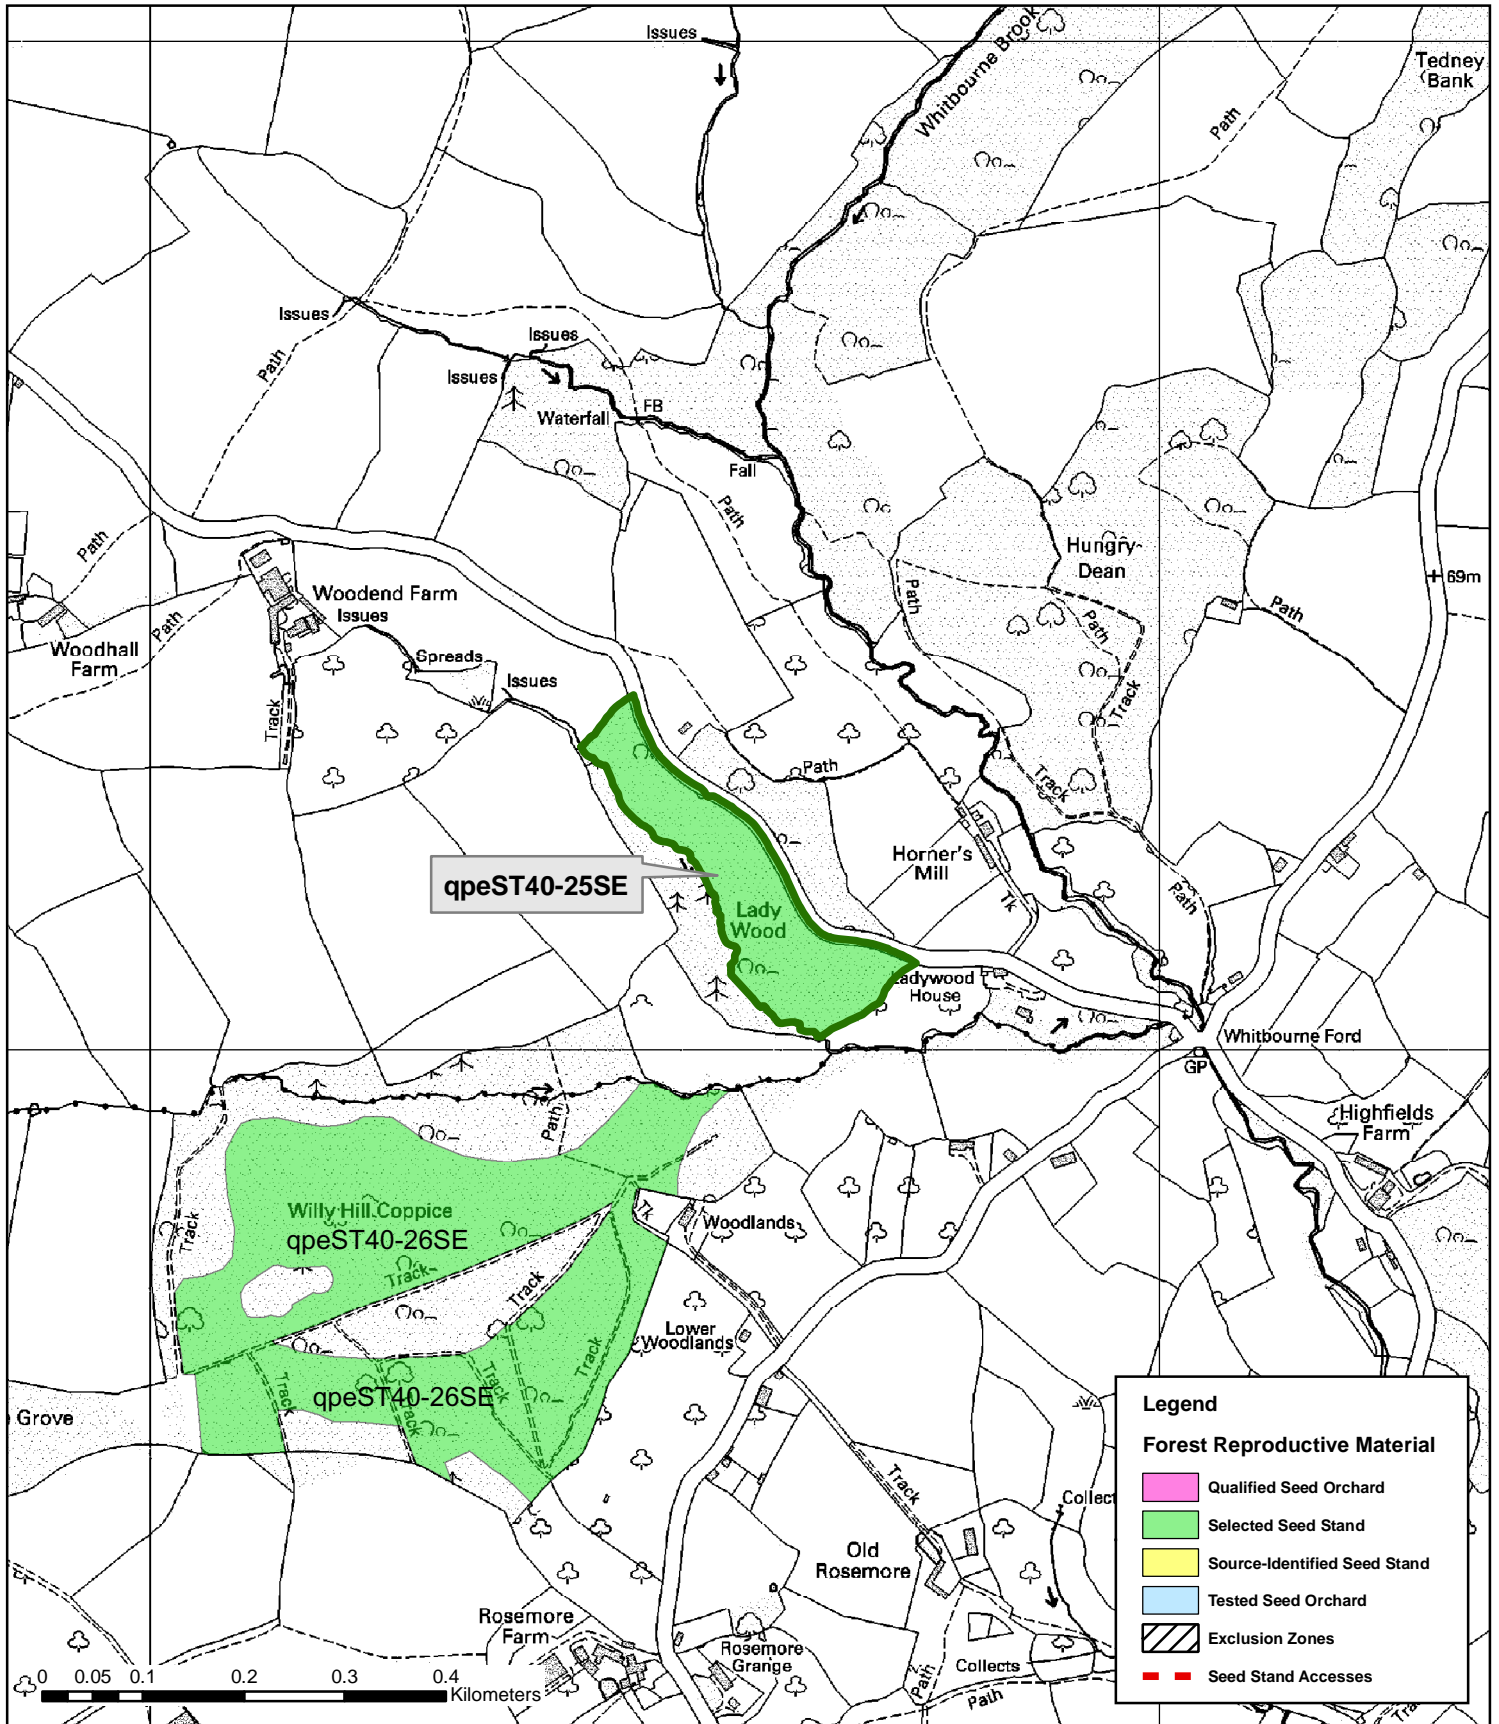 Issues
Whitbourne Brook
Tedney
Bank
Path
Issues
Path
Issues
Issues
Waterfall
FB
Fall
Path
Path
Hungry
Dean
69m
Woodend Farm
Issues
Path
Path
Path
Path
Woodhall
Farm
Spreads
Issues
Track
Track
Path
Track
Horner's
Mill
qpeST40-25SE
Lady
Wood
Tk
Path
Ladywood
House
Whitbourne Ford
GP
Highfields
Farm
Path
Willy Hill Coppice
qpeST40-26SE
Track
Tk
Woodlands
Track
Track
Lower
Woodlands
Track
qpeST40-26SE
Track
Track
Track
Grove
Track
Collect
Old
Rosemore
Rosemore
Farm
Rosemore
Grange
Collects
Path
Path
Tra
0 0.05 0.1 0.2 0.3 0.4
Kilometers
Legend
Forest Reproductive Material
Qualified Seed Orchard
Selected Seed Stand
Source-Identified Seed Stand
Tested Seed Orchard
Exclusion Zones
Seed Stand Accesses